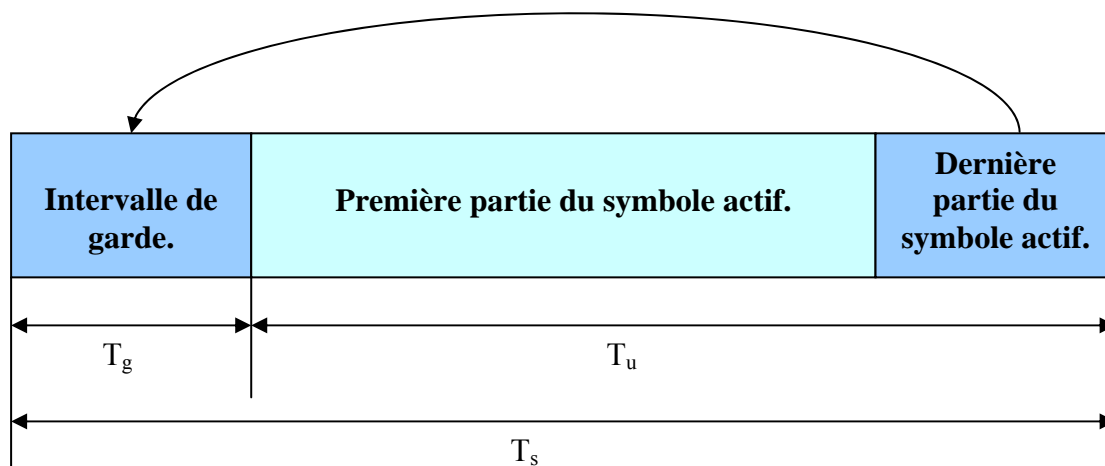 Intervalle de
garde.
Première partie du symbole actif.
Dernière
partie du
symbole actif.
Tg
Tu
Ts